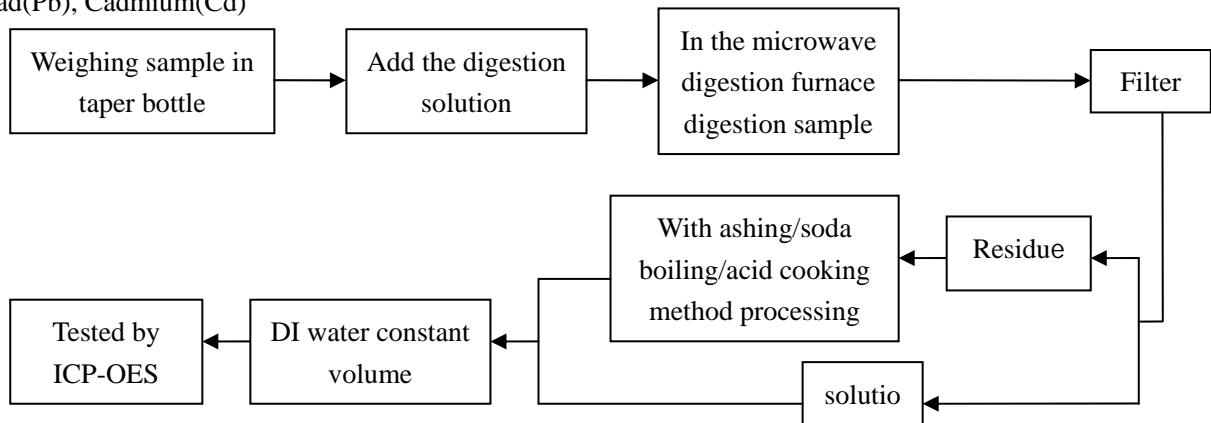 ad(Pb), Cadmium(Cd)
Weighing sample in
taper bottle
Add the digestion
solution
In the microwave
digestion furnace
digestion sample
Filter
With ashing/soda
boiling/acid cooking
method processing
Residue
Tested by
ICP-OES
DI water constant
volume
solutio